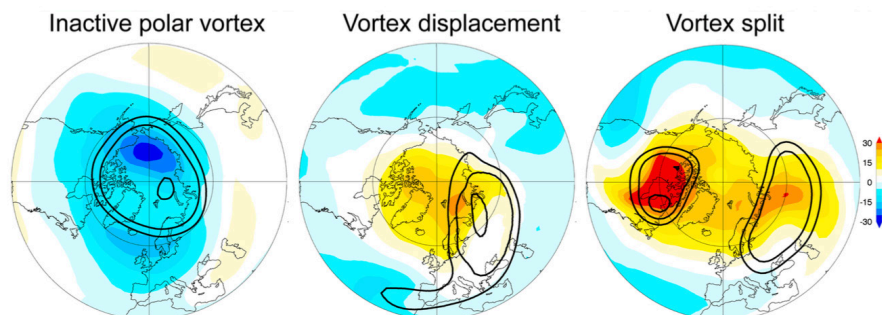 Inactive polar vortex
Vortex displacement
Vortex split
30
15
0
-15
-30